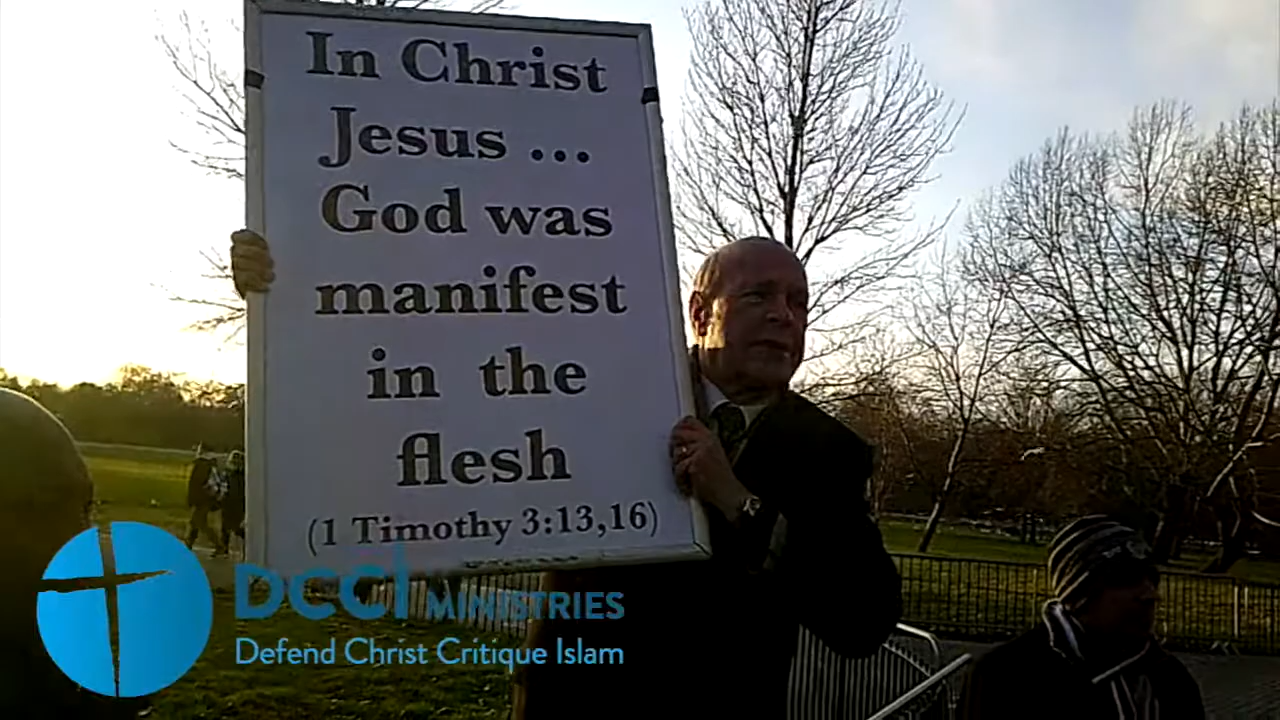 In Christ
Jesus ...
God was
manifest
in the
flesh
(1 Timothy 3:13,16)
DCCI MINISTRIES
Defend Christ Critique Islam